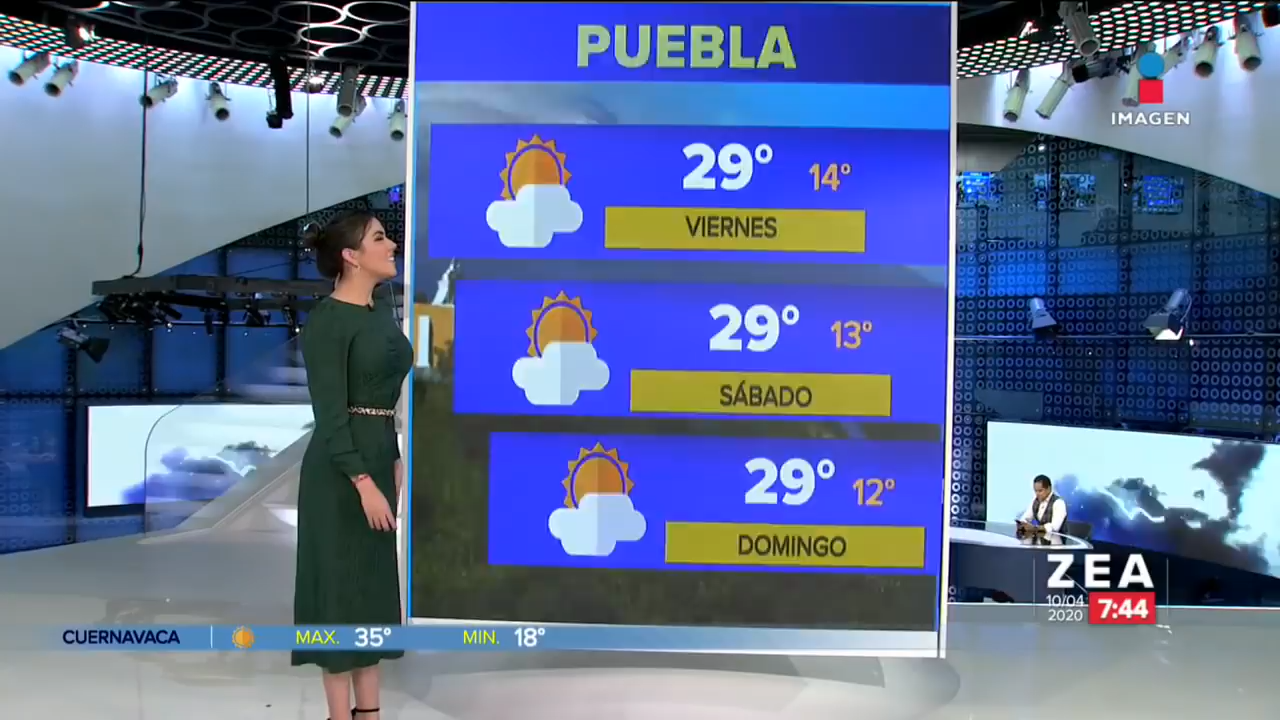 PUEBLA
IMAGEN
29° 14°
VIERNES
29° 13°
SÁBADO
29° 12°
DOMINGO
ZEA
10/04
2020
7:44
CUERNAVACA MAX. 35° MIN. 18°